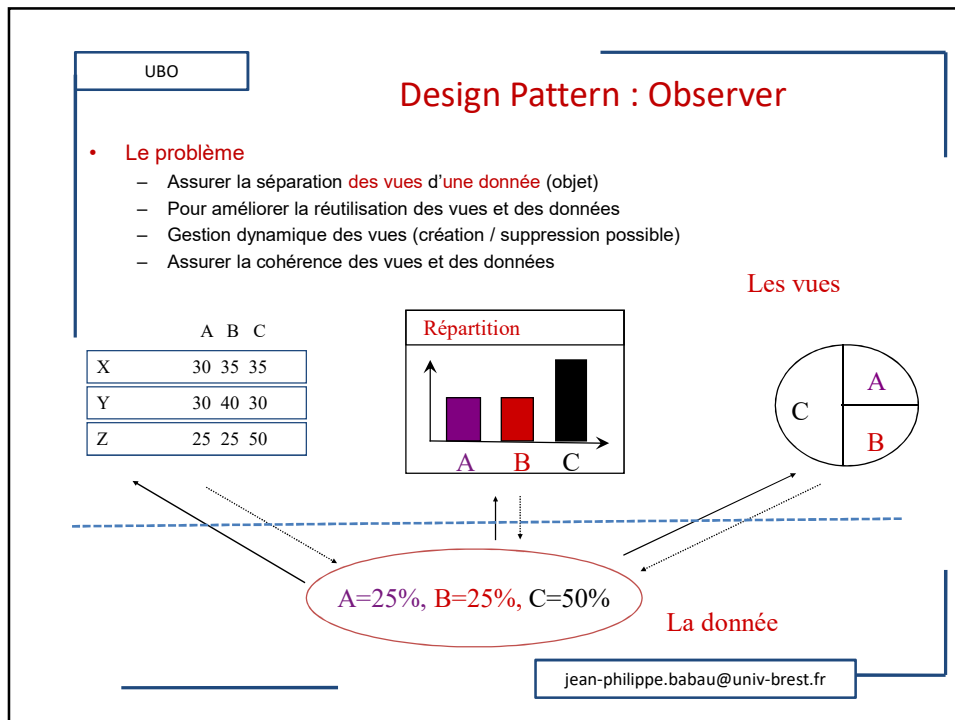 UBO
Design Pattern : Observer
• Le problème
– Assurer la séparation des vues d'une donnée (objet)
– Pour améliorer la réutilisation des vues et des données
– Gestion dynamique des vues (création / suppression possible)
– Assurer la cohérence des vues et des données
Les vues
A B C
X 30 35 35
Y 30 40 30
Z 25 25 50
Répartition
A B C
A
C
B
A=25%, B=25%, C=50%
La donnée
jean-philippe.babau@univ-brest.fr